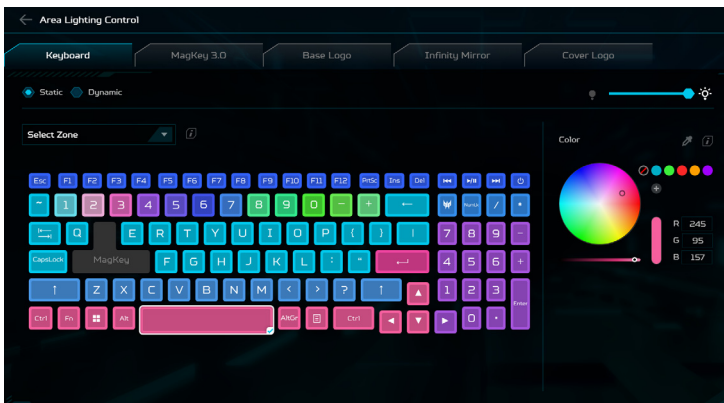 Area Lighting Control
Keyboard MagKey 3.0 Base Logo Infinity Mirror Cover Logo
Static Dynamic
Select Zone
Color
Esc F1 F2 F3 F4 F5 F6 F7 F8 F9 F10 F11 F12 PrtSc Ins Del
~ 1 2 3 4 5 6 7 8 9 0 - + NumLk / *
Q E R T Y U I O P { } | 7 8 9 -
CapsLock MagKey F G H J K L : " 4 5 6 +
Z X C V B N M < > ? 1 2 3
Enter
Ctrl Fn Alt AltGr Ctrl 0 .
R 245
G 95
B 157